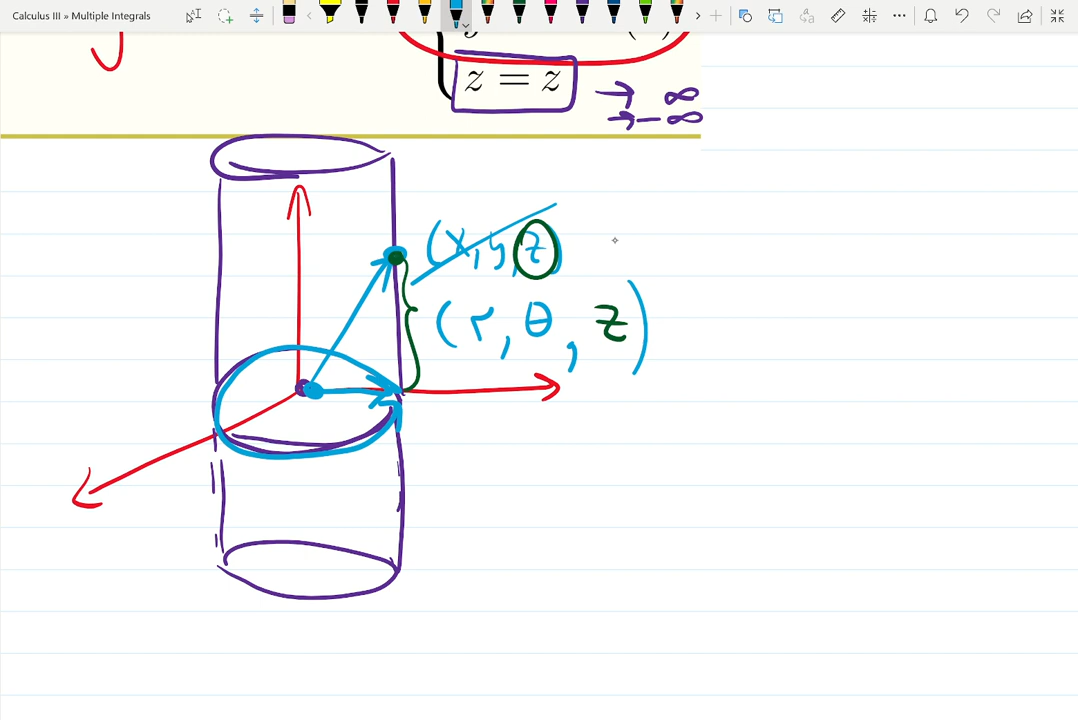 Calculus III » Multiple Integrals
z = z → ∞
→ -∞
(x, y, z)
(r, θ, z)